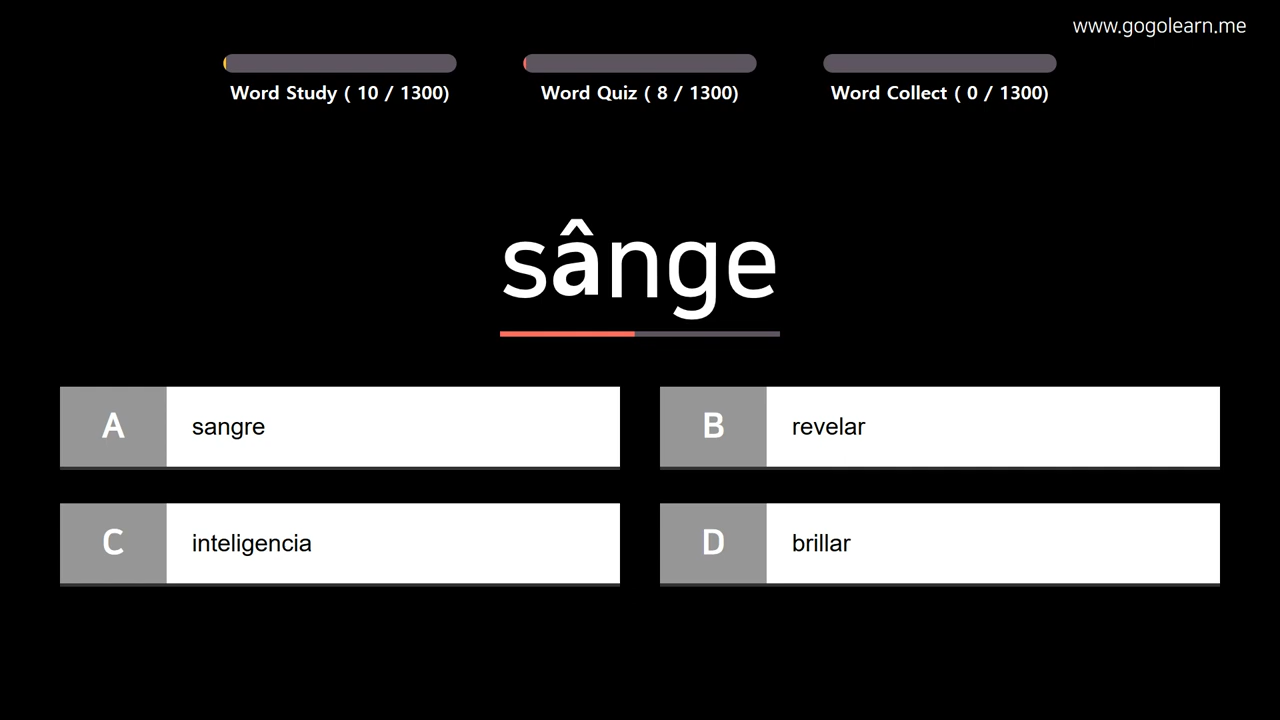 www.gogolearn.me
Word Study ( 10 / 1300)
Word Quiz ( 8 / 1300)
Word Collect ( 0 / 1300)
sânge
A sangre
B revelar
C inteligencia
D brillar